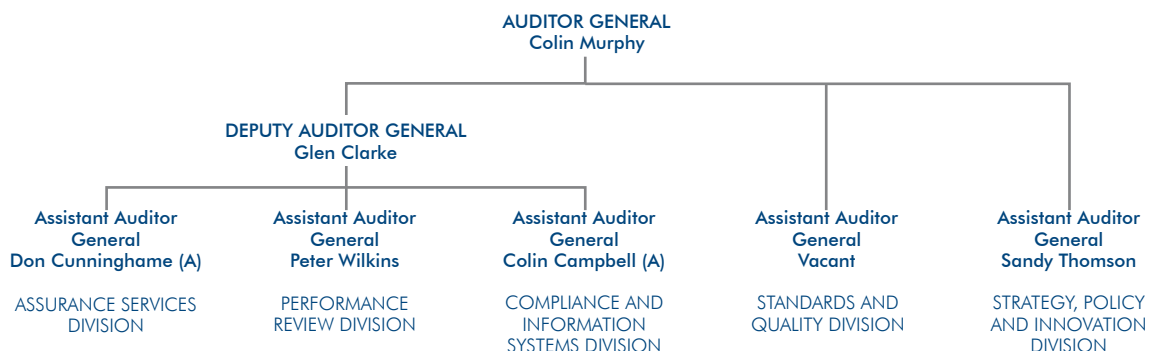 AUDITOR GENERAL
Colin Murphy
DEPUTY AUDITOR GENERAL
Glen Clarke
Assistant Auditor
General
Don Cunninghame (A)
ASSURANCE SERVICES
DIVISION
Assistant Auditor
General
Peter Wilkins
PERFORMANCE
REVIEW DIVISION
Assistant Auditor
General
Colin Campbell (A)
COMPLIANCE AND
INFORMATION
SYSTEMS DIVISION
Assistant Auditor
General
Vacant
STANDARDS AND
QUALITY DIVISION
Assistant Auditor
General
Sandy Thomson
STRATEGY, POLICY
AND INNOVATION
DIVISION